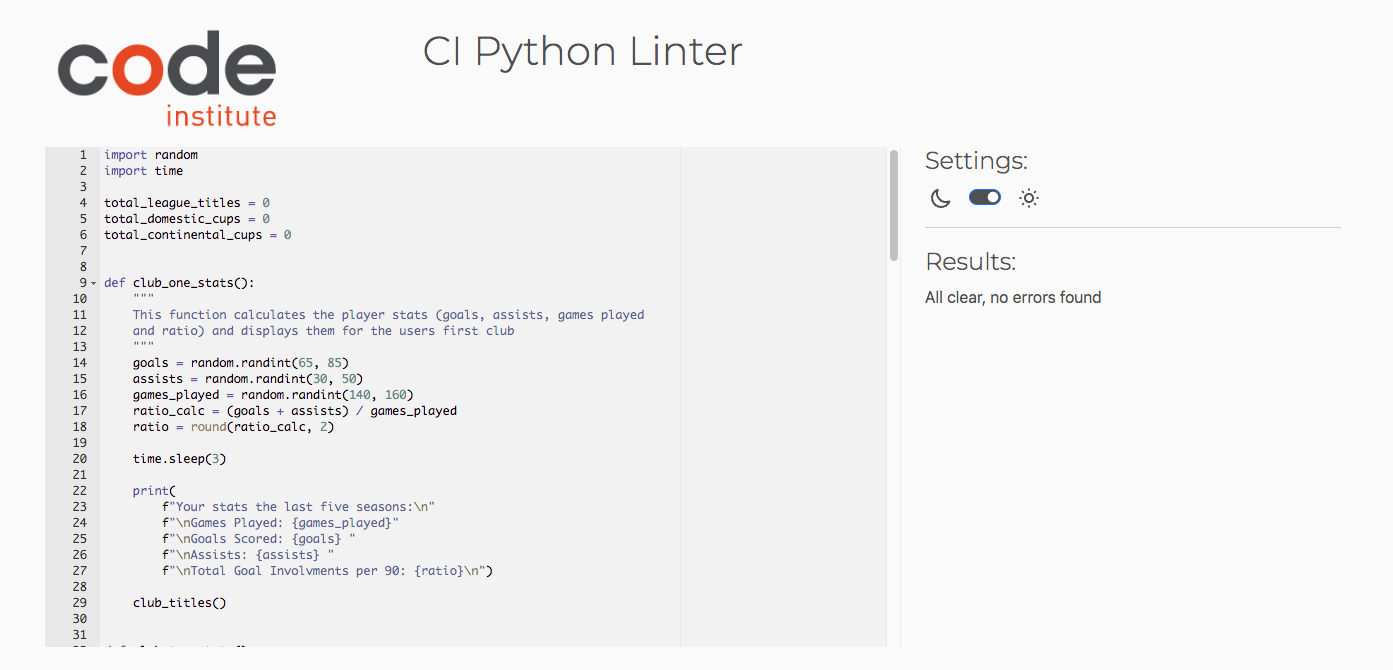 code
institute
CI Python Linter
1 import random
2 import time
3
4 total_league_titles = 0
5 total_domestic_cups = 0
6 total_continental_cups = 0
7
8
9 def club_one_stats():
10 """
11 This function calculates the player stats (goals, assists, games played
12 and ratio) and displays them for the users first club
13 """
14 goals = random.randint(65, 85)
15 assists = random.randint(30, 50)
16 games_played = random.randint(140, 160)
17 ratio_calc = (goals + assists) / games_played
18 ratio = round(ratio_calc, 2)
19
20 time.sleep(3)
21
22 print(
23 f"Your stats the last five seasons:\n"
24 f"\nGames Played: {games_played}"
25 f"\nGoals Scored: {goals} "
26 f"\nAssists: {assists} "
27 f"\nTotal Goal Involvments per 90: {ratio}\n")
28
29 club_titles()
30
31
Settings:
Results:
All clear, no errors found